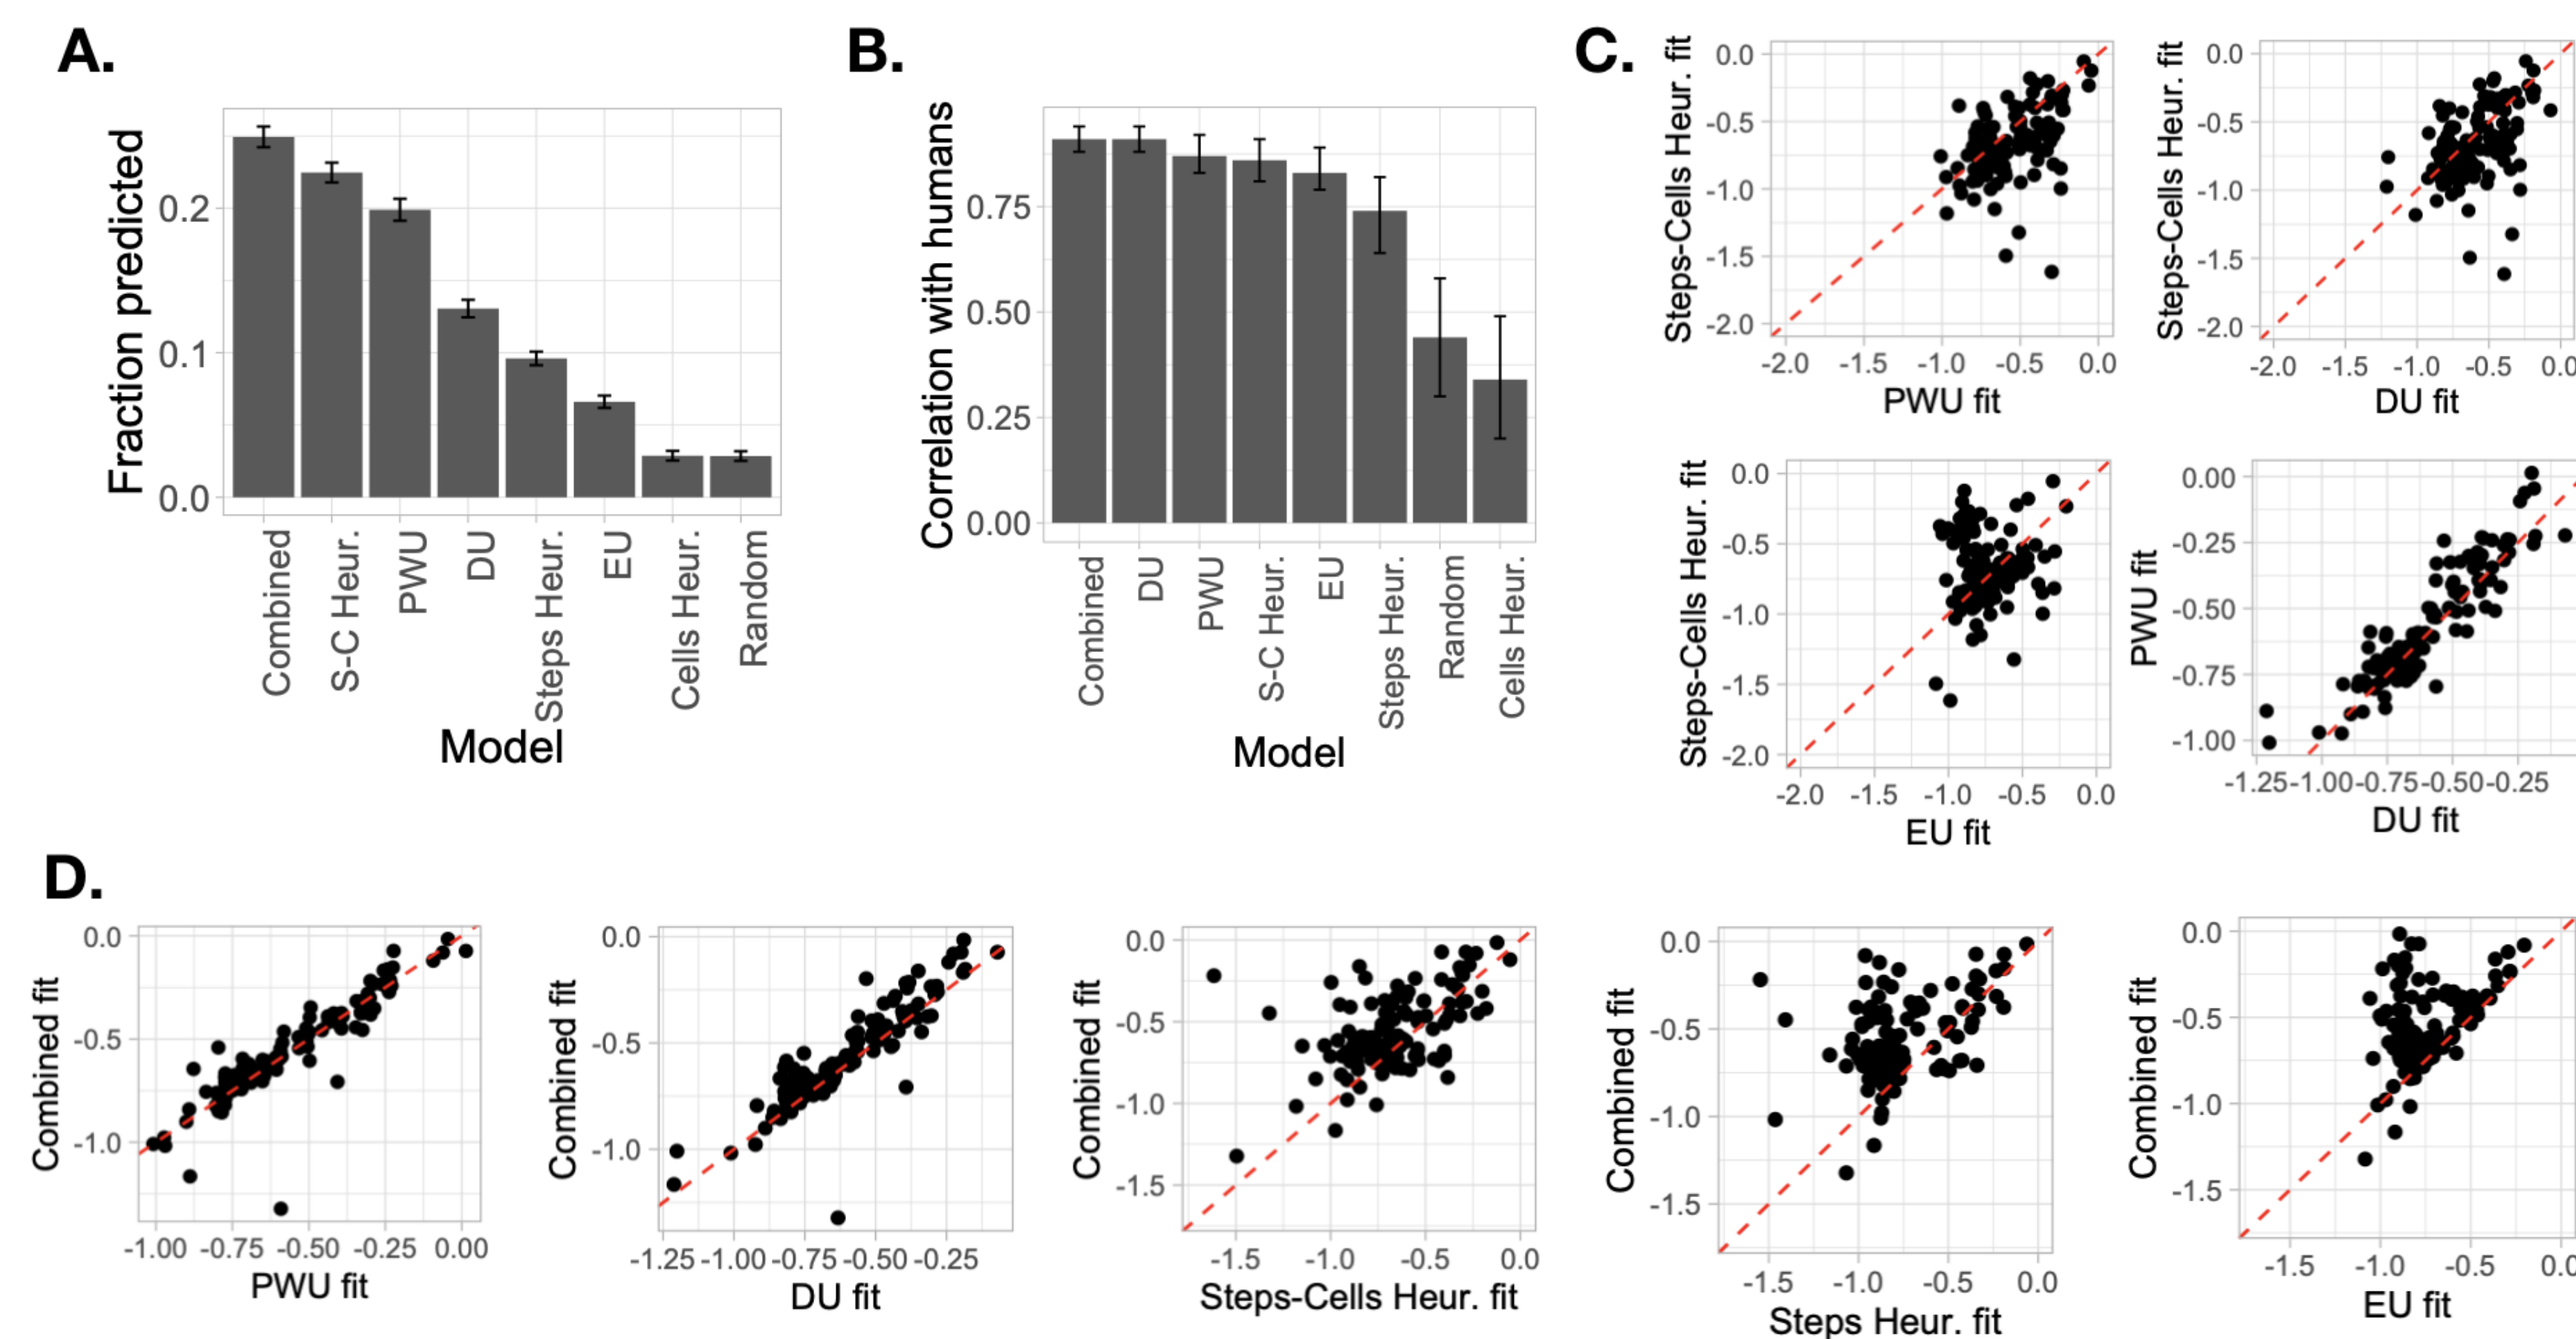 A.
Fraction predicted
0.2
0.1
0.0
Combined
S-C Heur.
PWU
DU
Steps Heur.
EU
Cells Heur.
Random
Model
B.
Correlation with humans
0.75
0.50
0.25
0.00
Combined
DU
PWU
S-C Heur.
EU
Steps Heur.
Random
Cells Heur.
Model
C.
Steps-Cells Heur. fit
0.0
-0.5
-1.0
-1.5
-2.0
-2.0 -1.5 -1.0 -0.5 0.0
PWU fit
Steps-Cells Heur. fit
0.0
-0.5
-1.0
-1.5
-2.0
-2.0 -1.5 -1.0 -0.5 0.0
DU fit
Steps-Cells Heur. fit
0.0
-0.5
-1.0
-1.5
-2.0
-2.0 -1.5 -1.0 -0.5 0.0
EU fit
PWU fit
0.00
-0.25
-0.50
-0.75
-1.00
-1.25 -1.00 -0.75 -0.50 -0.25
DU fit
D.
Combined fit
0.0
-0.5
-1.0
-1.00 -0.75 -0.50 -0.25 0.00
PWU fit
Combined fit
0.0
-0.5
-1.0
-1.25 -1.00 -0.75 -0.50 -0.25
DU fit
Combined fit
0.0
-0.5
-1.0
-1.5
-1.5 -1.0 -0.5 0.0
Steps-Cells Heur. fit
Combined fit
0.0
-0.5
-1.0
-1.5
-1.5 -1.0 -0.5 0.0
Steps Heur. fit
Combined fit
0.0
-0.5
-1.0
-1.5
-1.5 -1.0 -0.5 0.0
EU fit